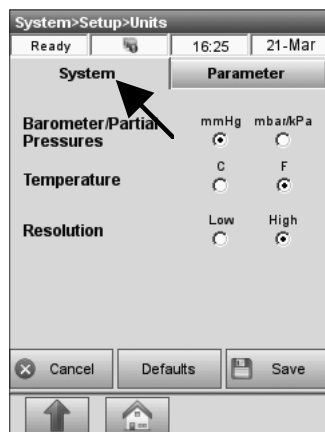 System>Setup>Units
Ready 16:25 21-Mar
System Parameter
Barometer/Partial mmHg mbar/kPa
Pressures
Temperature C F
Resolution Low High
Cancel Defaults Save